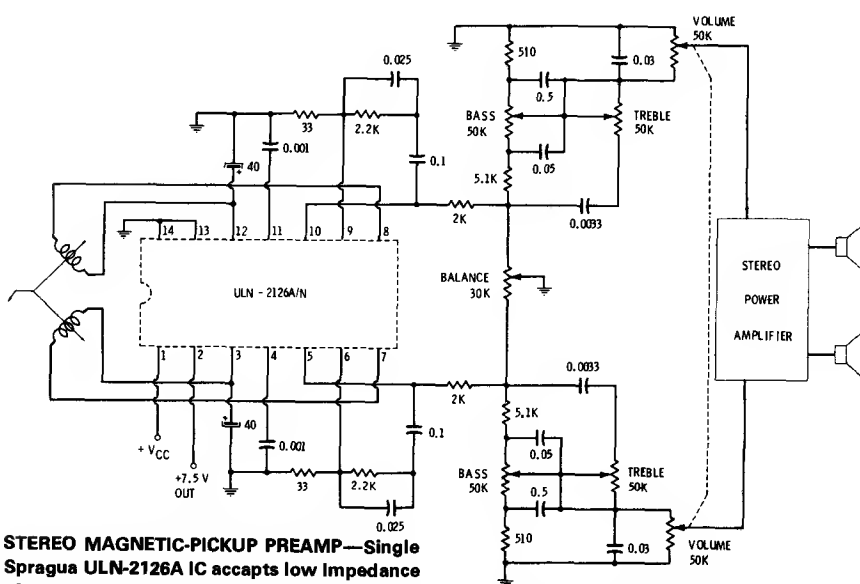 VOLUME
50K
510
0.03
0.025
0.5
BASS
50K
TREBLE
50K
33
2.2K
0.001
40
0.1
0.05
5.1K
0.0033
2K
14 13 12 11 10 9 8
BALANCE
30K
ULN - 2126A/N
STEREO
POWER
AMPLIFIER
1 2 3 4 5 6 7
0.0033
2K
5.1K
40
0.001
0.1
0.05
+ VCC
+7.5 V
OUT
33
2.2K
BASS
50K
TREBLE
50K
0.5
0.025
510
0.03
VOLUME
50K
STEREO MAGNETIC-PICKUP PREAMP—Single
Spragua ULN-2126A IC accapts low Impedance